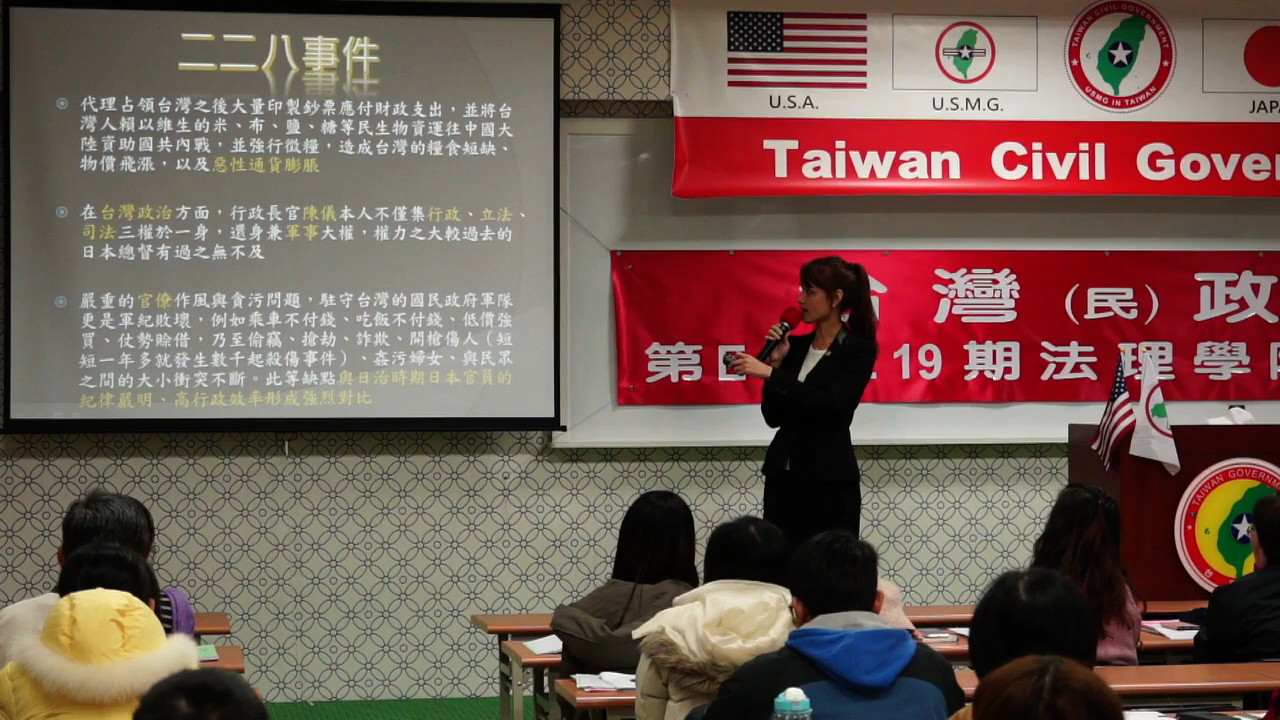 二二八事件
代理占領台灣之後大量印製鈔票應付財政支出，並將台
灣人賴以維生的米、布、鹽、糖等民生物資運往中國大
陸資助國共內戰，並強行徵糧，造成台灣的糧食短缺、
物價飛漲，以及惡性通貨膨脹
在台灣政治方面，行政長官陳儀本人不僅集行政、立法、
司法三權於一身，還身兼軍事大權，權力之大較過去的
日本總督有過之無不及
嚴重的官僚作風與貪污問題，駐守台灣的國民政府軍隊
更是軍紀敗壞，例如乘車不付錢、吃飯不付錢、低價強
買、仗勢賒借，乃至偷竊、搶劫、詐欺、開槍傷人（短
短一年多就發生數千起殺傷事件）、姦污婦女、與民眾
之間的大小衝突不斷。此等缺點與日治時期日本官員的
紀律嚴明、高行政效率形成強烈對比
U.S.A.
U.S.M.G.
TAIWAN CIVIL GOVERNMENT
USMG IN TAIWAN
JAPA
Taiwan Civil Gover
台灣（民）政
第 19期法理學
TAIWAN GOVERNMENT